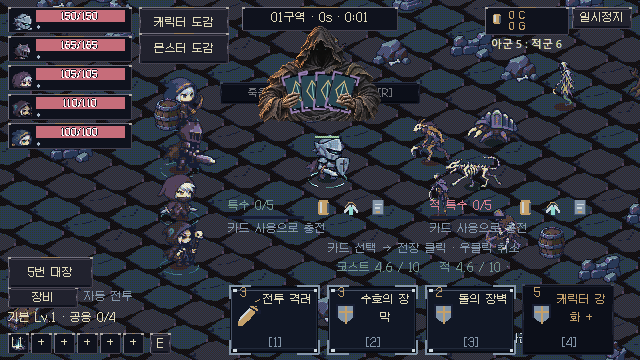 150/150
165/165
105/105
110/110
100/100
캐릭터 도감
몬스터 도감
01구역 · 0s · 0:01
0 C
0 G
일시정지
아군 5 : 적군 6
[R]
특수 0/5
카드 사용으로 충전
적 특수 0/5
카드 사용으로 충전
카드 선택 → 전장 클릭 · 우클릭 취소
코스트 4.6 / 10
적 4.6 / 10
5번 대장
장비
자동 전투
기본 Lv.1 · 공용 0/4
L1
+
+
+
+
+
E
3
전투 격려
[1]
3
수호의 장막
[2]
2
돌의 장벽
[3]
5
캐릭터 강화 +
[4]